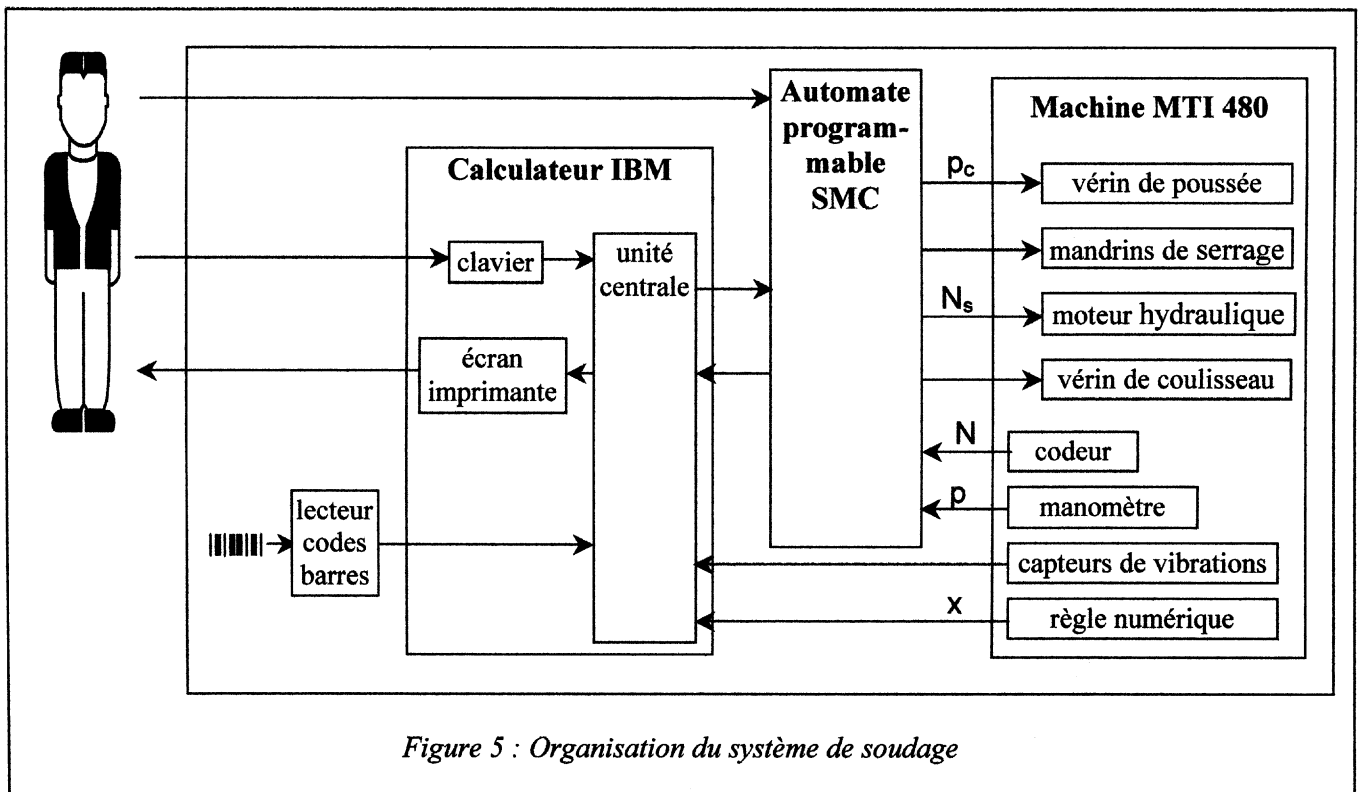 Automate
program-
mable
SMC
Machine MTI 480
Calculateur IBM
pc
vérin de poussée
mandrins de serrage
clavier
unité
centrale
Ns
moteur hydraulique
écran
imprimante
vérin de coulisseau
N
codeur
p
manomètre
lecteur
codes
barres
capteurs de vibrations
x
règle numérique
Figure 5 : Organisation du système de soudage